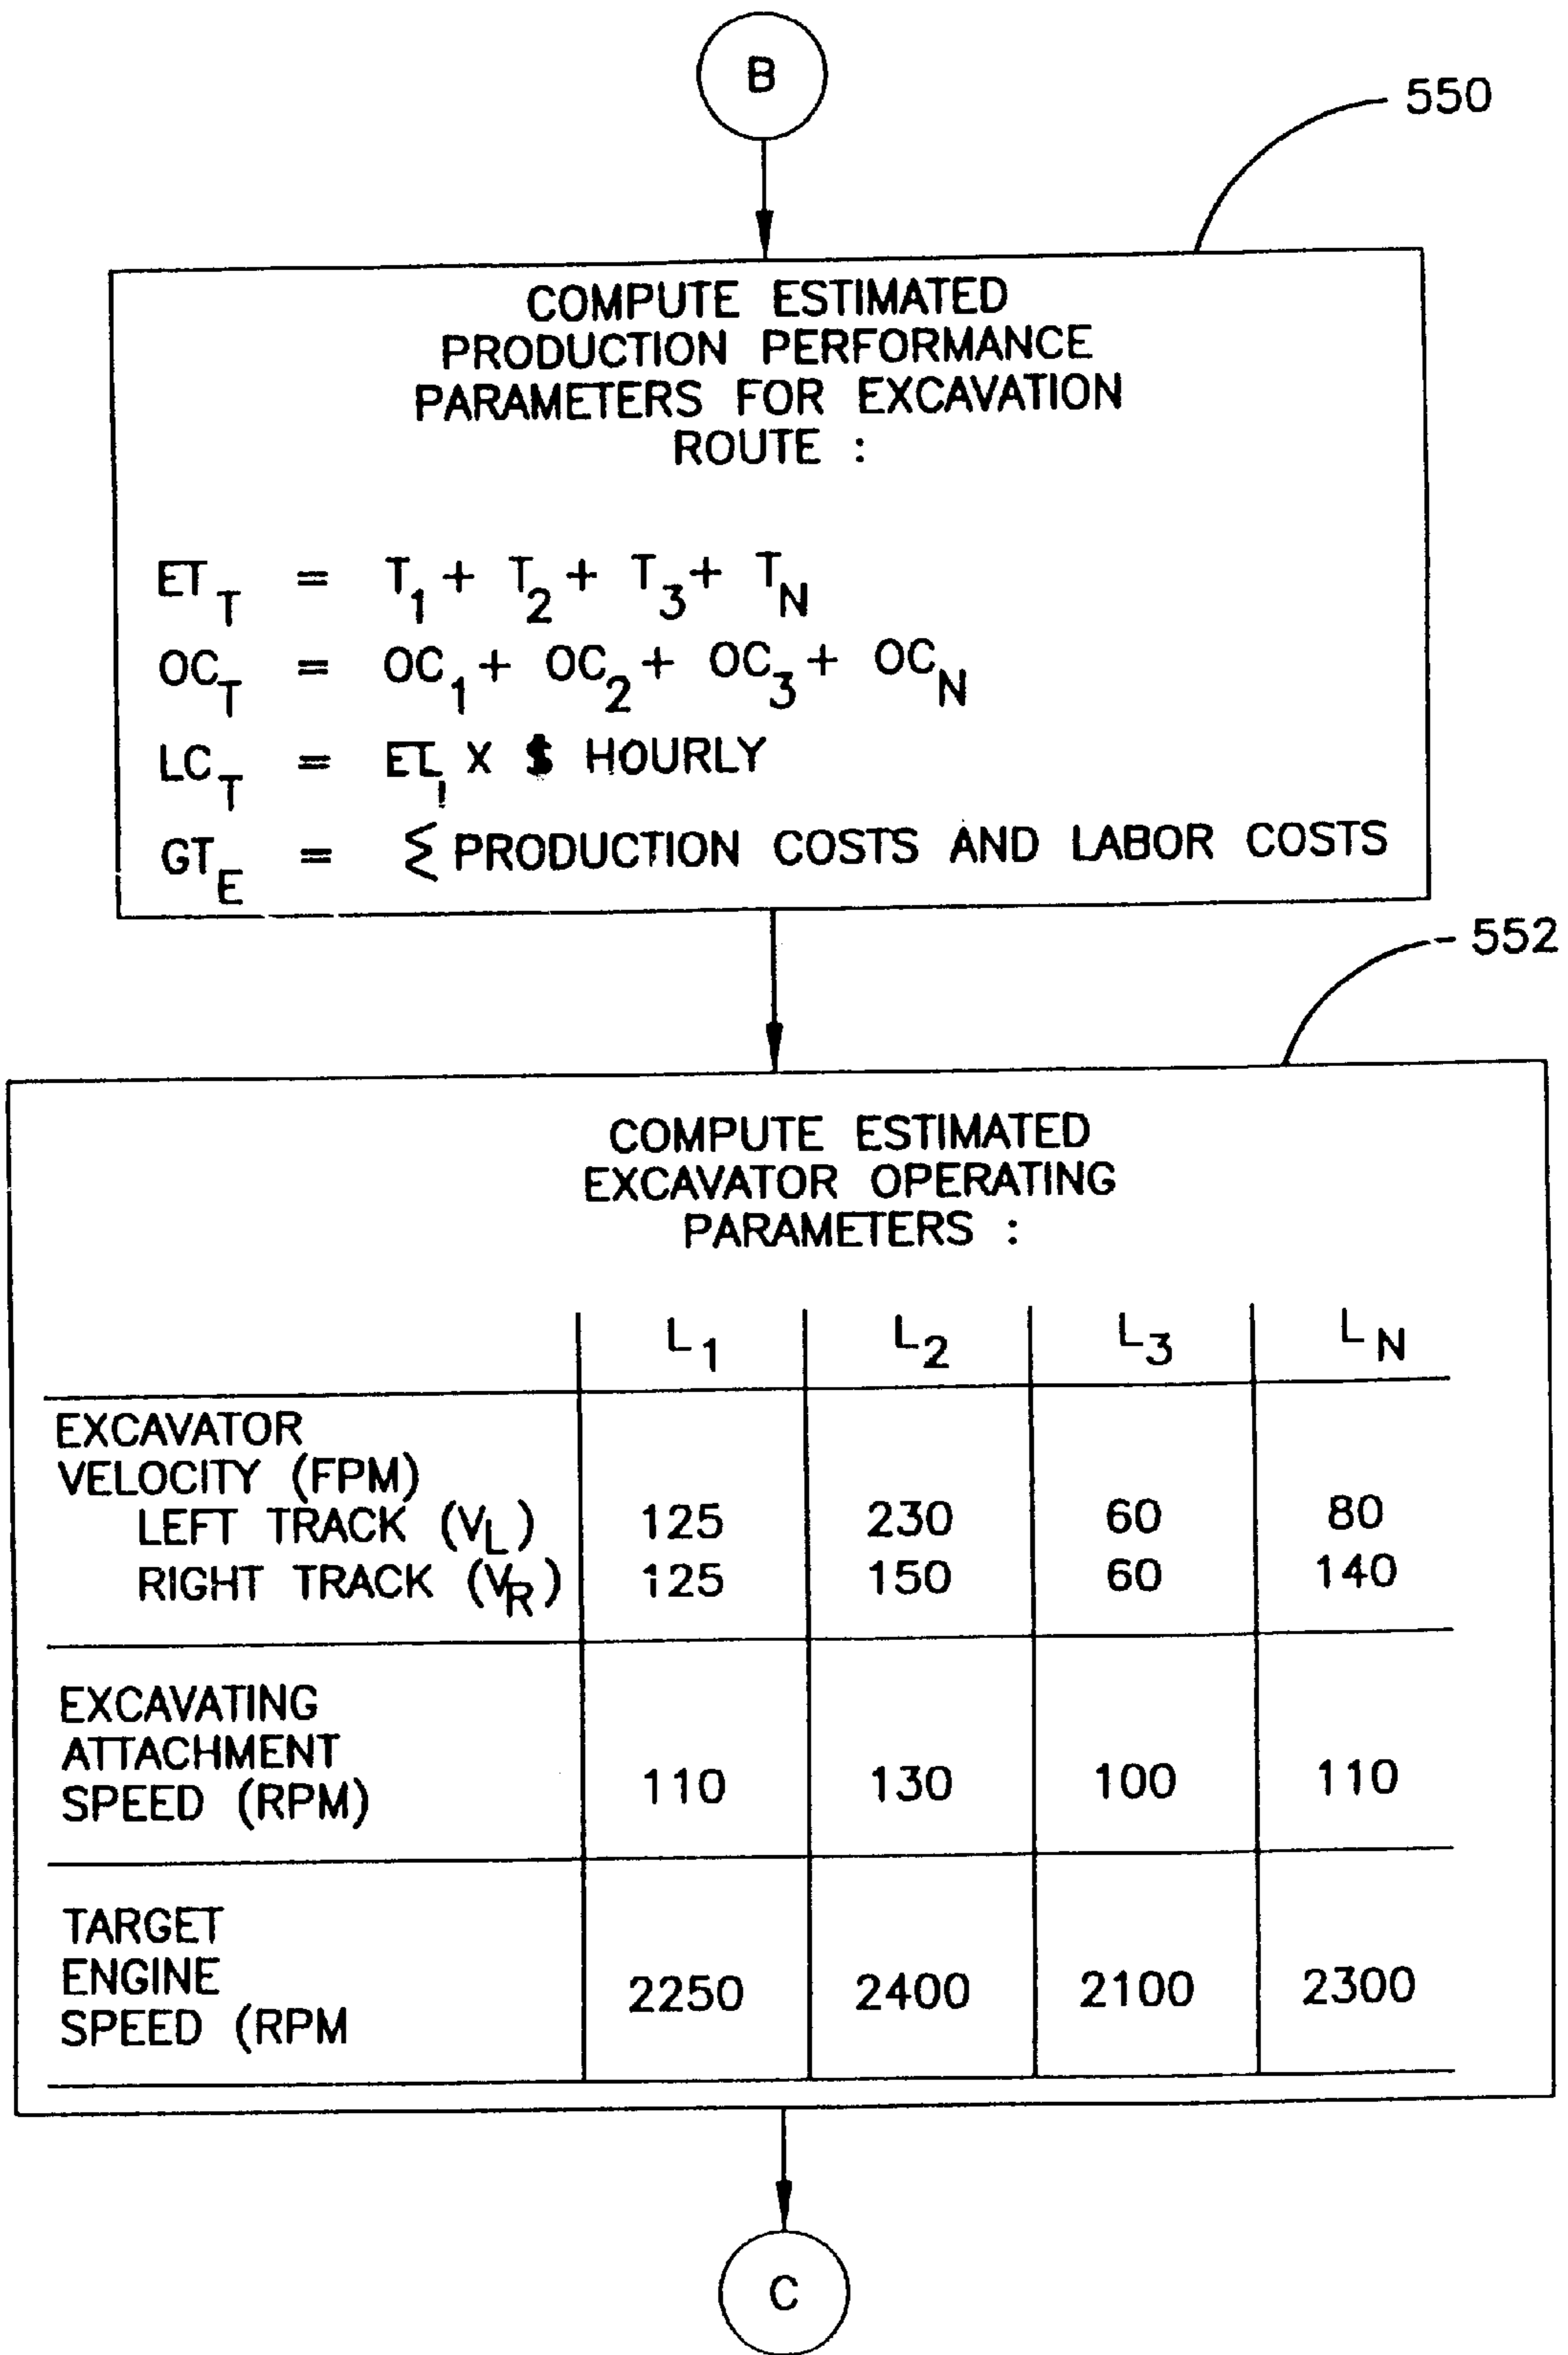 B
550
COMPUTE ESTIMATED
PRODUCTION PERFORMANCE
PARAMETERS FOR EXCAVATION
ROUTE :
ET_T = T_1 + T_2 + T_3 + T_N
OC_T = OC_1 + OC_2 + OC_3 + OC_N
LC_T = ET_T X $ HOURLY
GT_E = Σ PRODUCTION COSTS AND LABOR COSTS
552
COMPUTE ESTIMATED
EXCAVATOR OPERATING
PARAMETERS :
L_1 L_2 L_3 L_N
EXCAVATOR
VELOCITY (FPM)
LEFT TRACK (V_L) 125 230 60 80
RIGHT TRACK (V_R) 125 150 60 140
EXCAVATING
ATTACHMENT
SPEED (RPM) 110 130 100 110
TARGET
ENGINE
SPEED (RPM 2250 2400 2100 2300
C